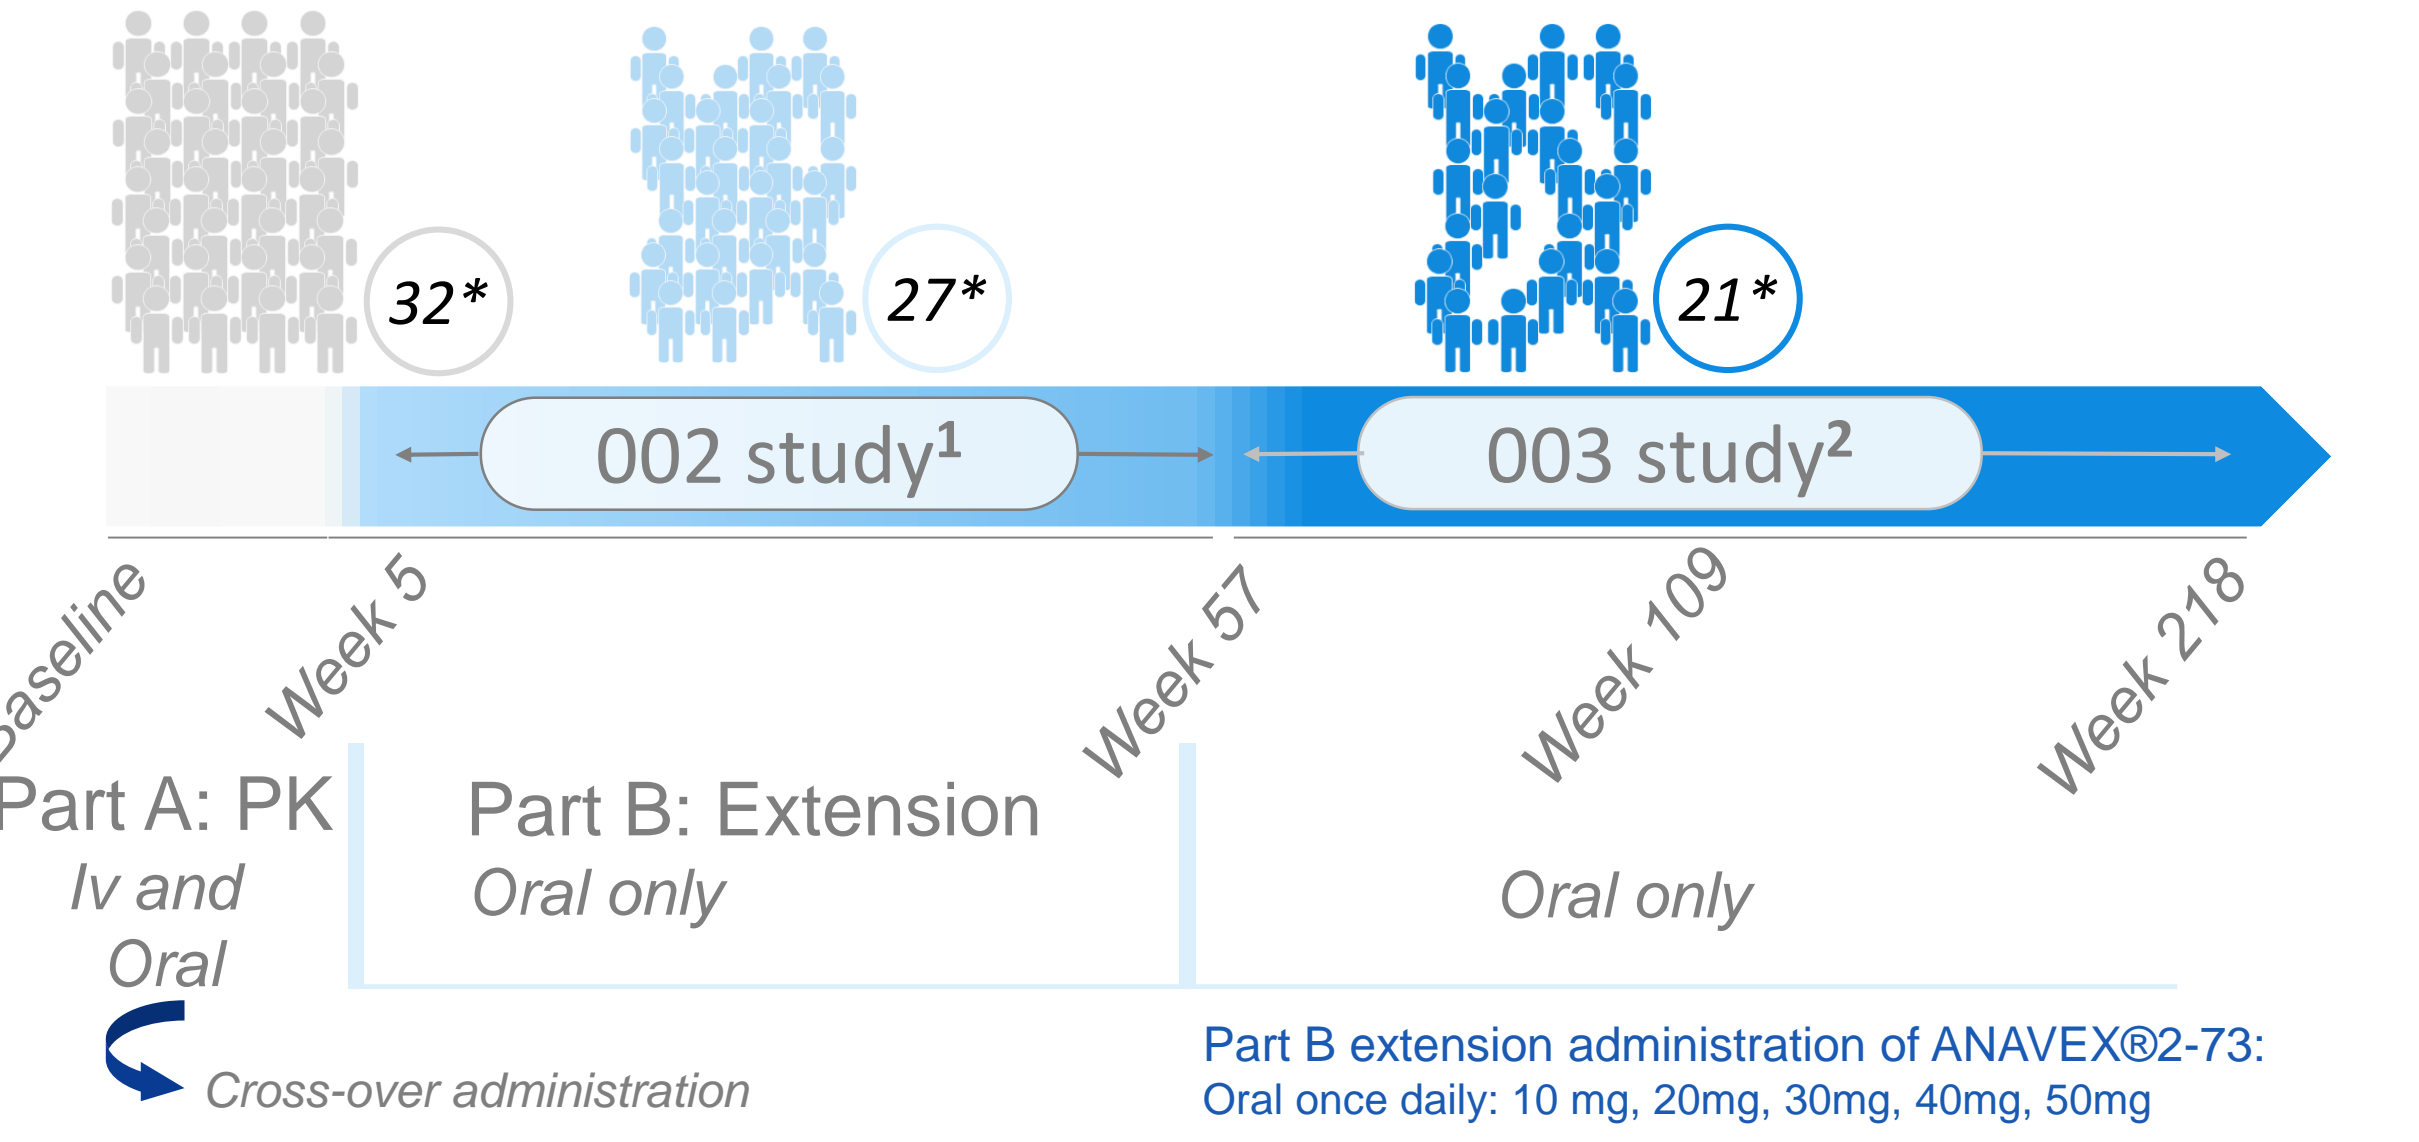 32*
27*
21*
002 study¹
003 study²
Baseline
Week 5
Week 57
Week 109
Week 218
Part A: PK
Iv and
Oral
Part B: Extension
Oral only
Oral only
Cross-over administration
Part B extension administration of ANAVEX®2-73:
Oral once daily: 10 mg, 20mg, 30mg, 40mg, 50mg